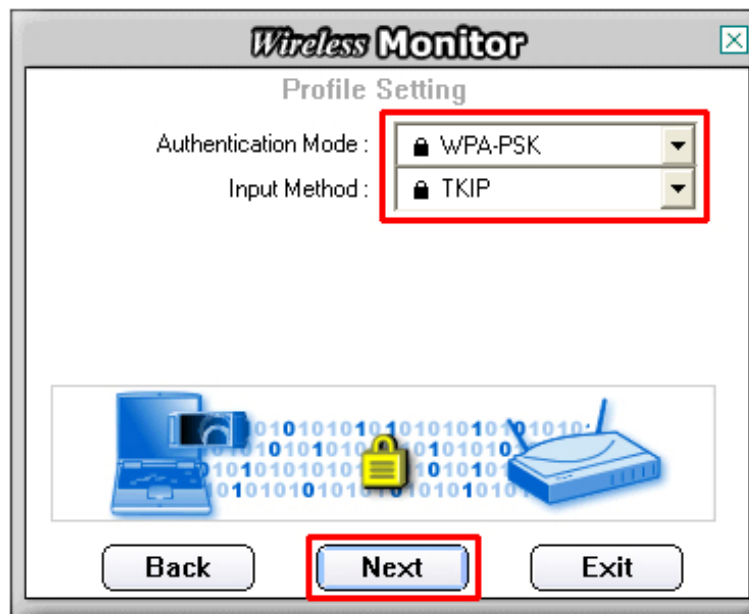 Wireless Monitor
Profile Setting
Authentication Mode : WPA-PSK
Input Method : TKIP
Back Next Exit